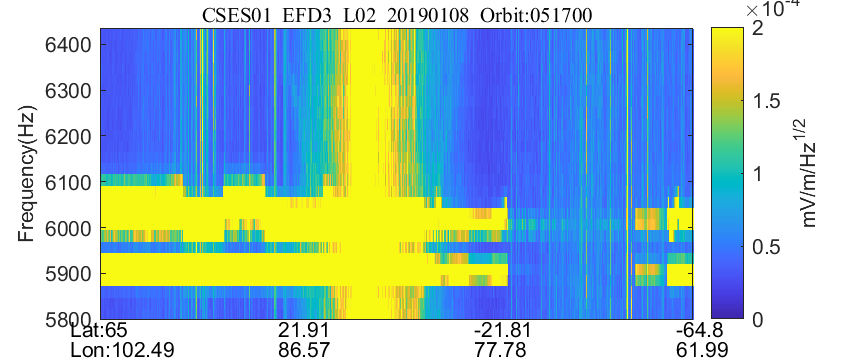 CSES01 EFD3 L02 20190108 Orbit:051700
×10-4
6400
6300
6200
6100
6000
5900
5800
Frequency(Hz)
2
1.5
1
0.5
0
mV/m/Hz1/2
Lat:65 21.91 -21.81 -64.8
Lon:102.49 86.57 77.78 61.99